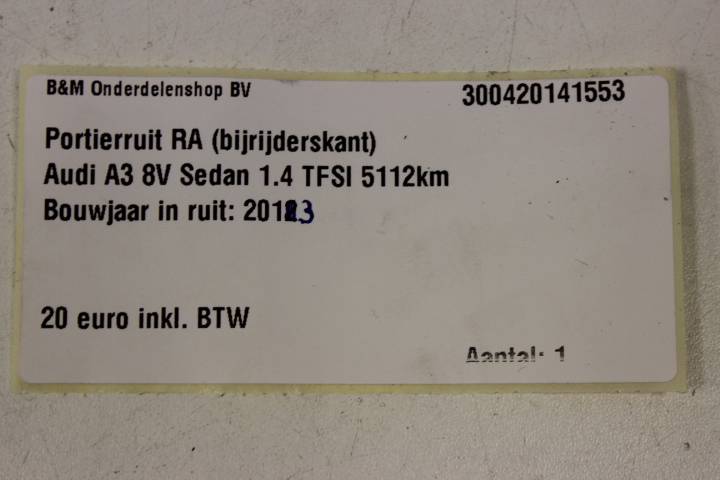 B&M Onderdelenshop BV 300420141553
Portierruit RA (bijrijderskant)
Audi A3 8V Sedan 1.4 TFSI 5112km
Bouwjaar in ruit: 2013
20 euro inkl. BTW
Aantal: 1